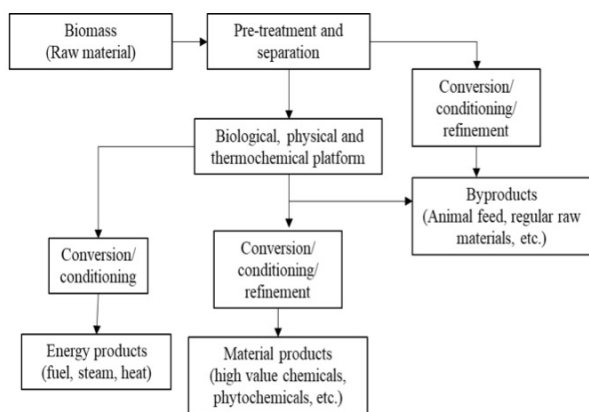 Biomass
(Raw material)
Pre-treatment and
separation
Conversion/
conditioning/
refinement
Biological, physical and
thermochemical platform
Byproducts
(Animal feed, regular raw
materials, etc.)
Conversion/
conditioning
Conversion/
conditioning/
refinement
Energy products
(fuel, steam, heat)
Material products
(high value chemicals,
phytochemicals, etc.)